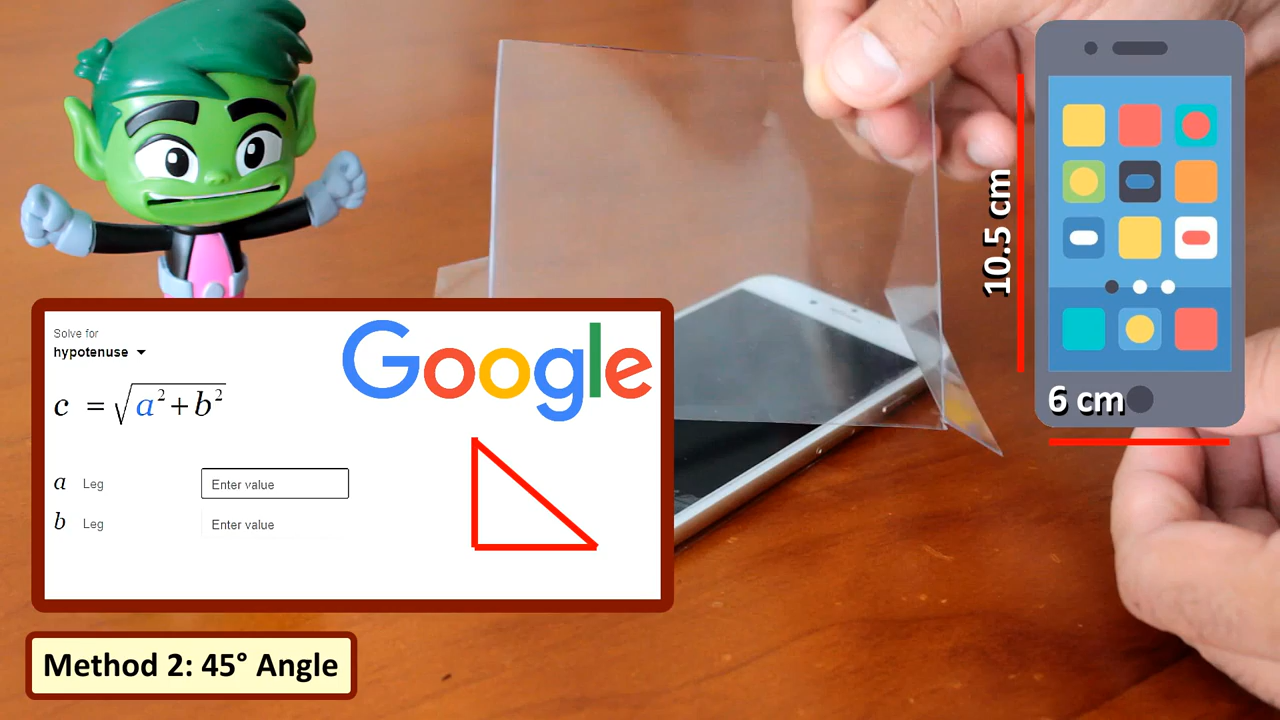 Solve for
hypotenuse
Google
c = √a² + b²
a Leg Enter value
b Leg Enter value
10.5 cm
6 cm
Method 2: 45° Angle